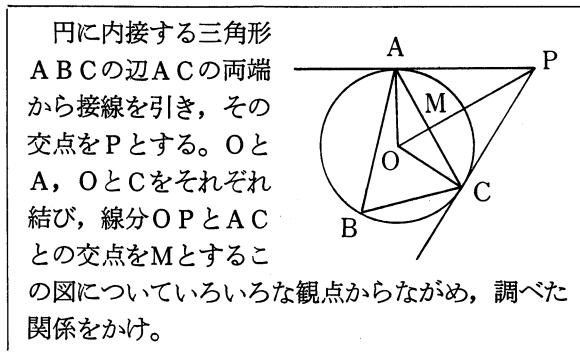 円に内接する三角形
ABCの辺ACの両端
から接線を引き，その
交点をPとする。Oと
A，OとCをそれぞれ
結び，線分OPとAC
との交点をMとするこ
の図についていろいろな観点からながめ，調べた
関係をかけ。
A
P
M
O
C
B